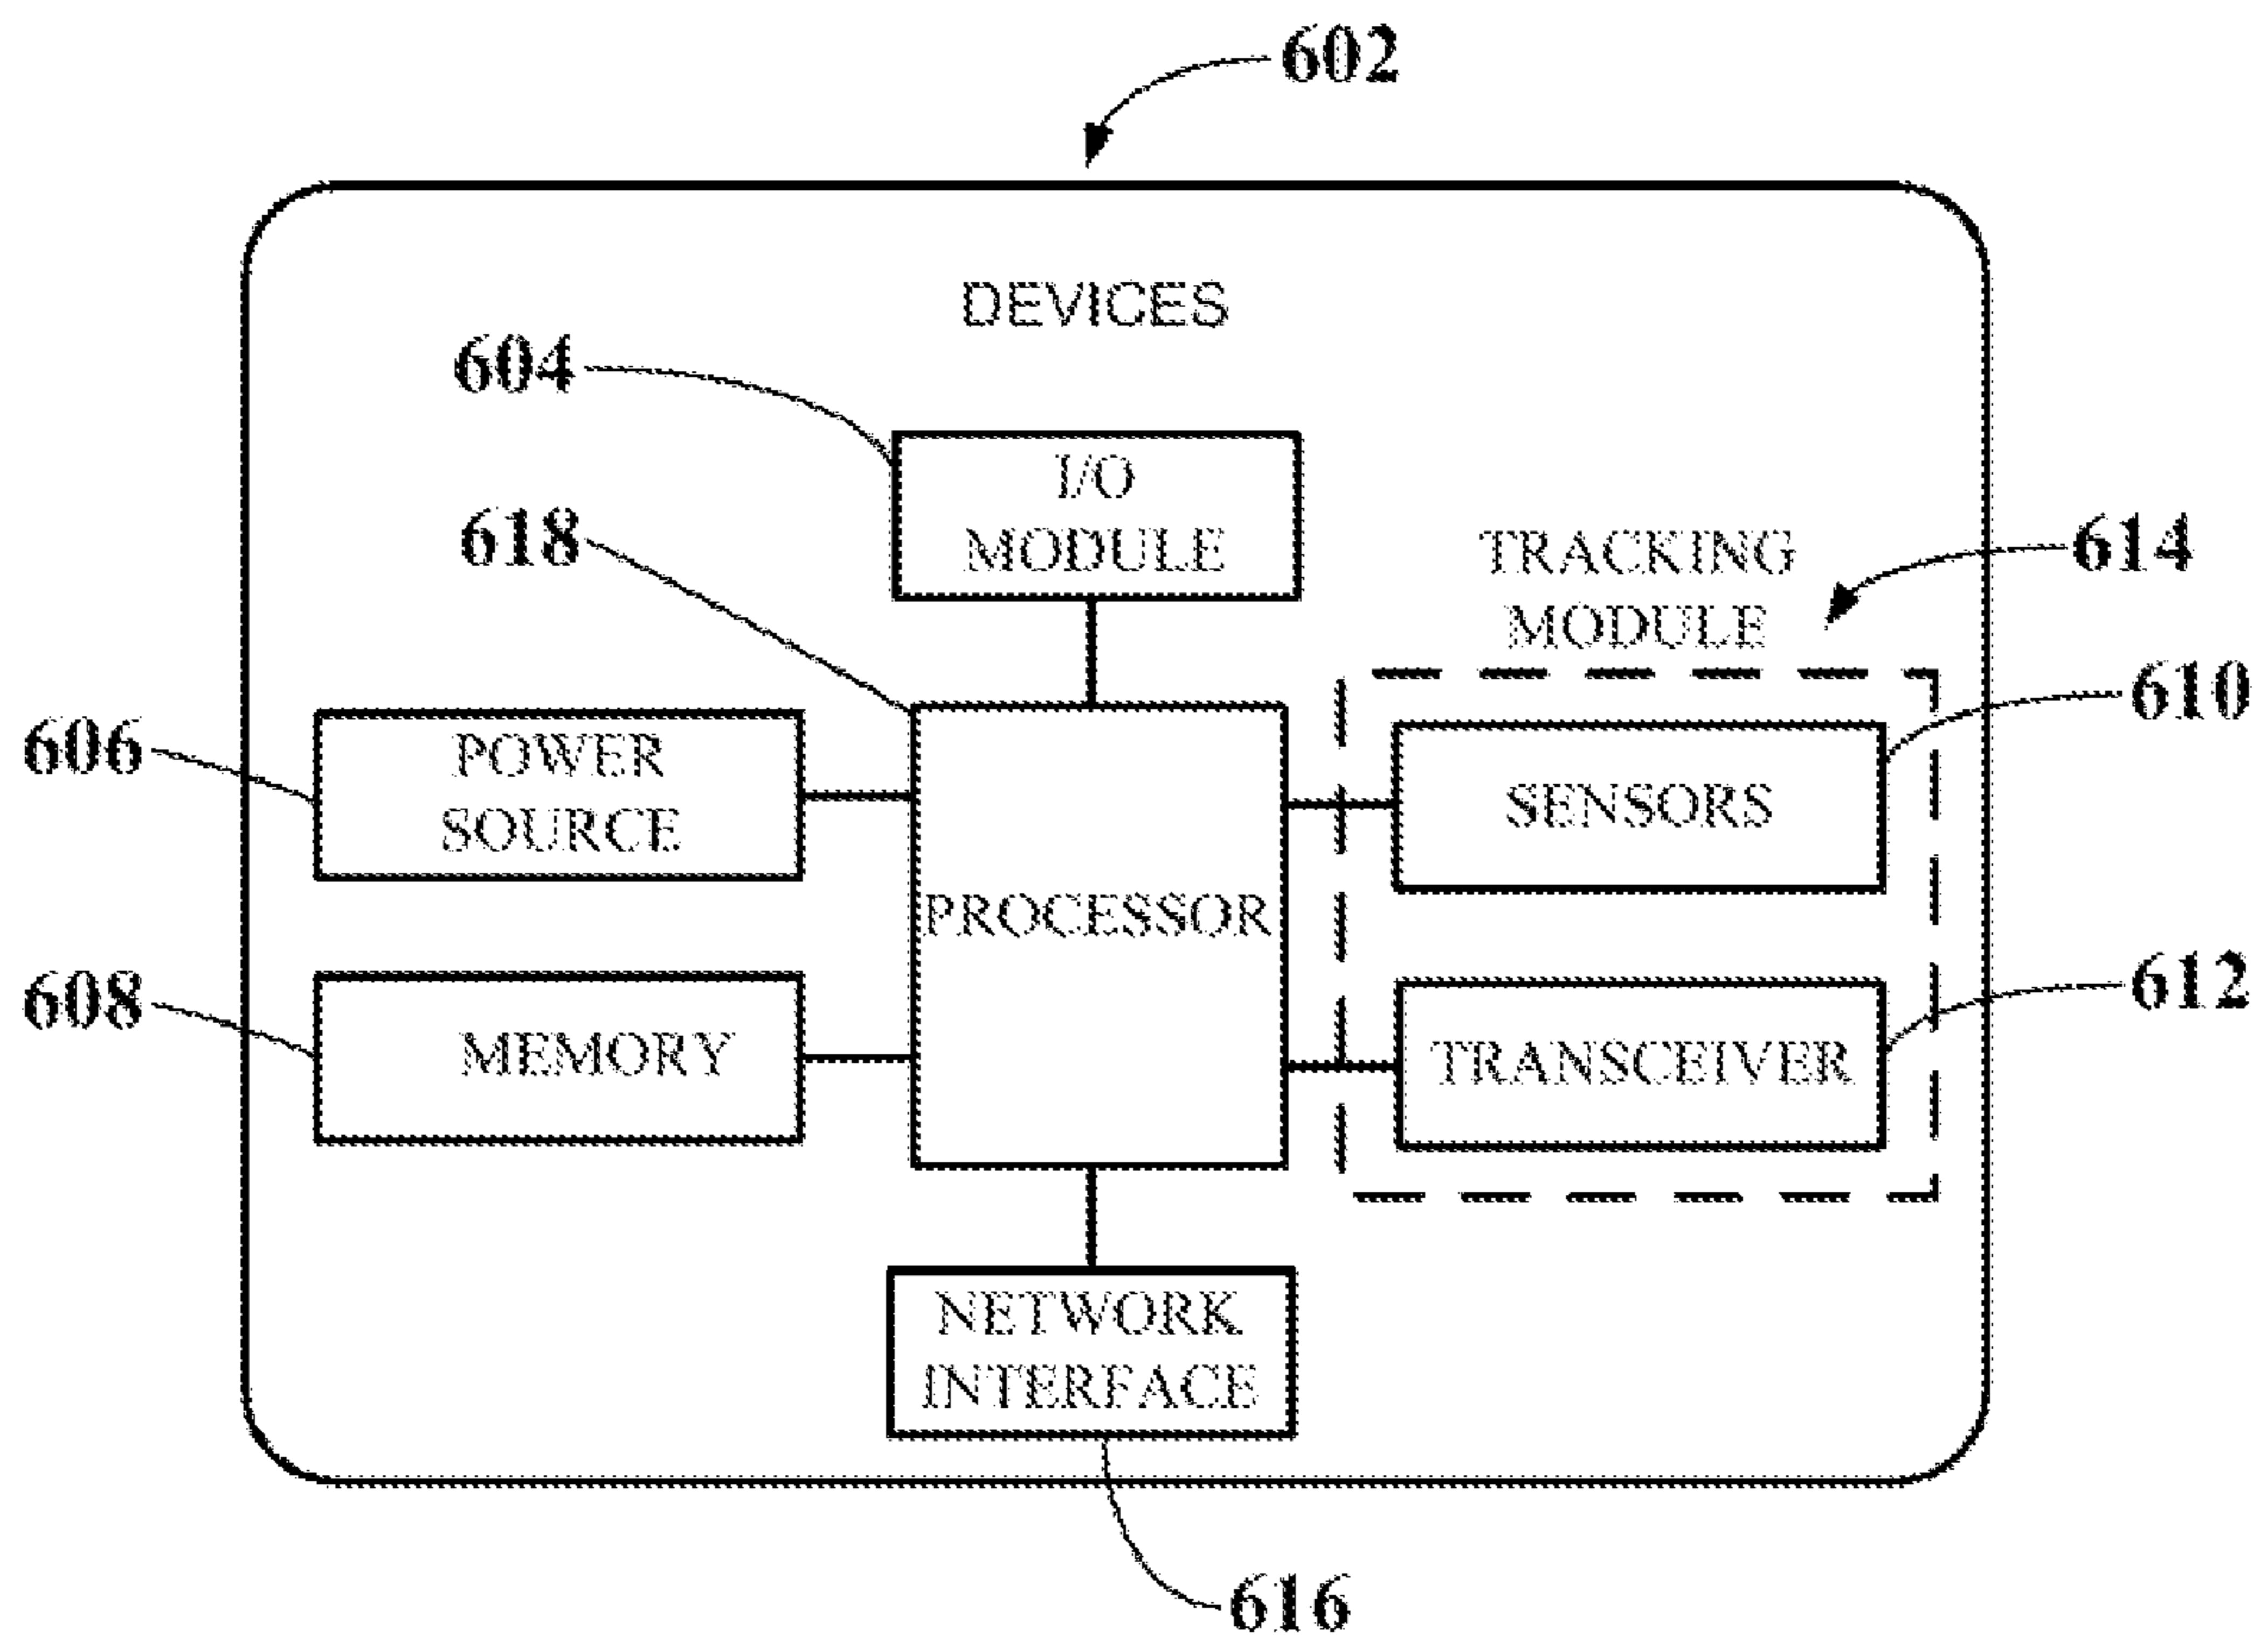 602
DEVICES
604
I/O
MODULE
618
TRACKING
MODULE
614
610
606
POWER
SOURCE
SENSORS
PROCESSOR
608
MEMORY
TRANSCEIVER
612
NETWORK
INTERFACE
616